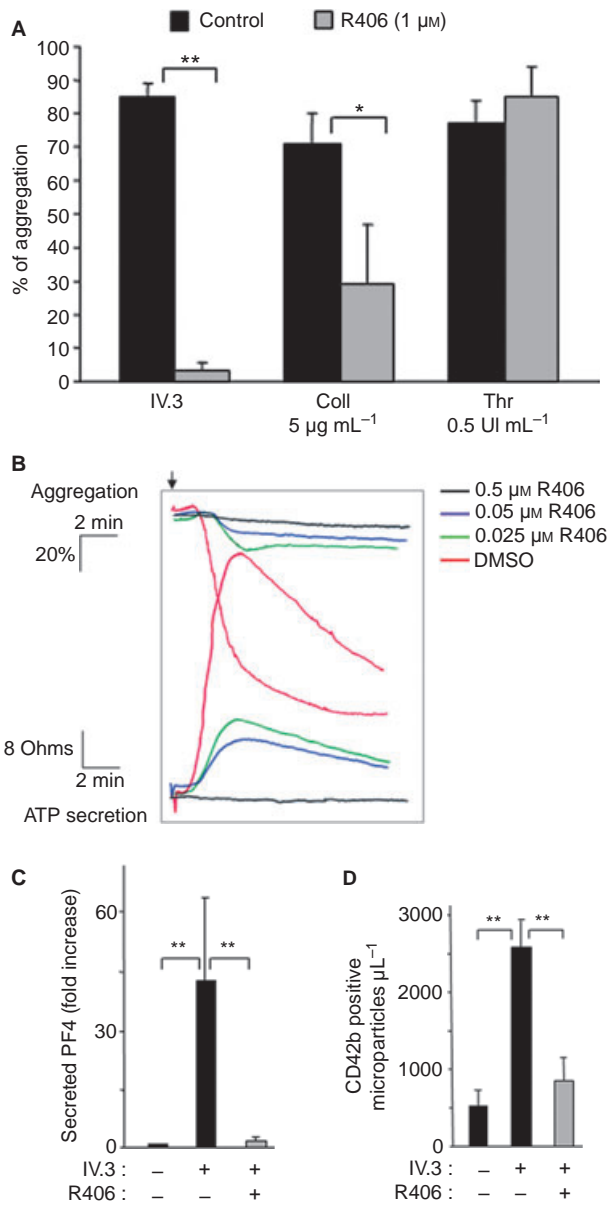 A
Control
R406 (1 µM)
100
90
80
70
60
50
40
30
20
10
0
% of aggregation
**
*
IV.3
Coll
5 µg mL⁻¹
Thr
0.5 UI mL⁻¹
B
Aggregation
2 min
20%
0.5 µM R406
0.05 µM R406
0.025 µM R406
DMSO
8 Ohms
2 min
ATP secretion
C
Secreted PF4 (fold increase)
60
30
0
** **
IV.3 : – + +
R406 : – – +
D
CD42b positive
microparticles µL⁻¹
3000
2000
1000
0
** **
IV.3 : – + +
R406 : – – +